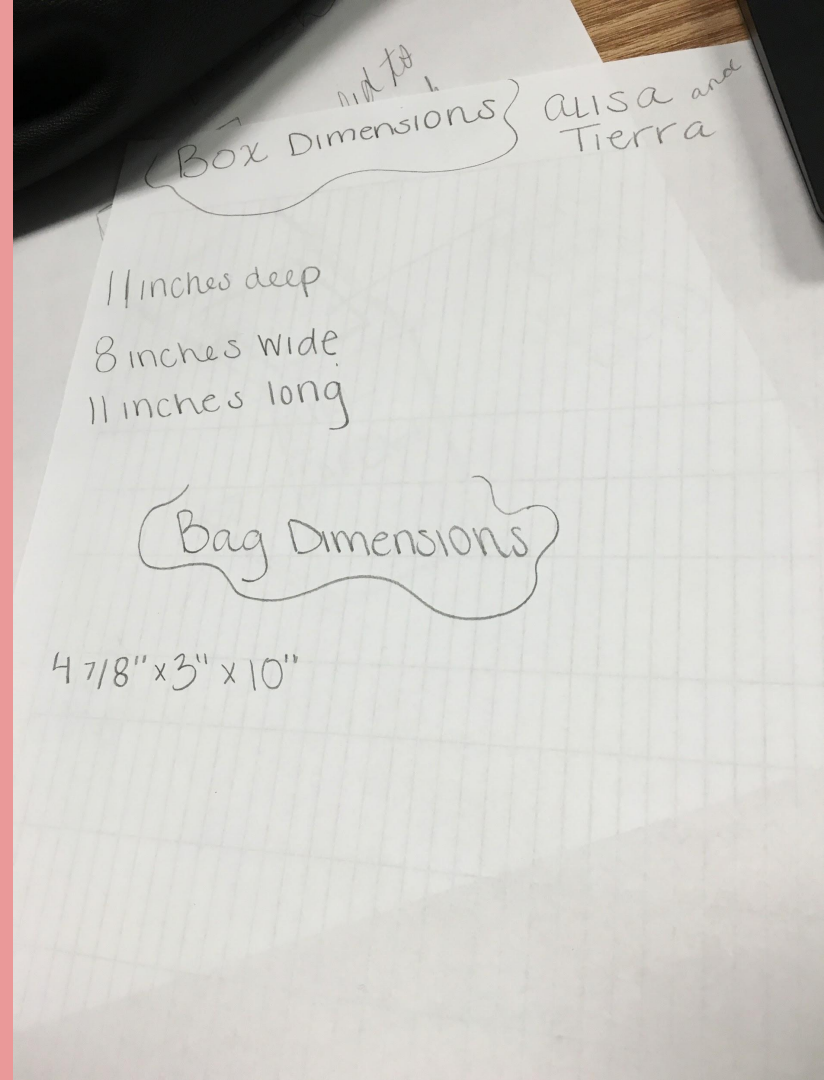 Box Dimensions
Alisa and
Tierra
11 inches deep
8 inches wide
11 inches long
Bag Dimensions
4 7/8" x 3" x 10"